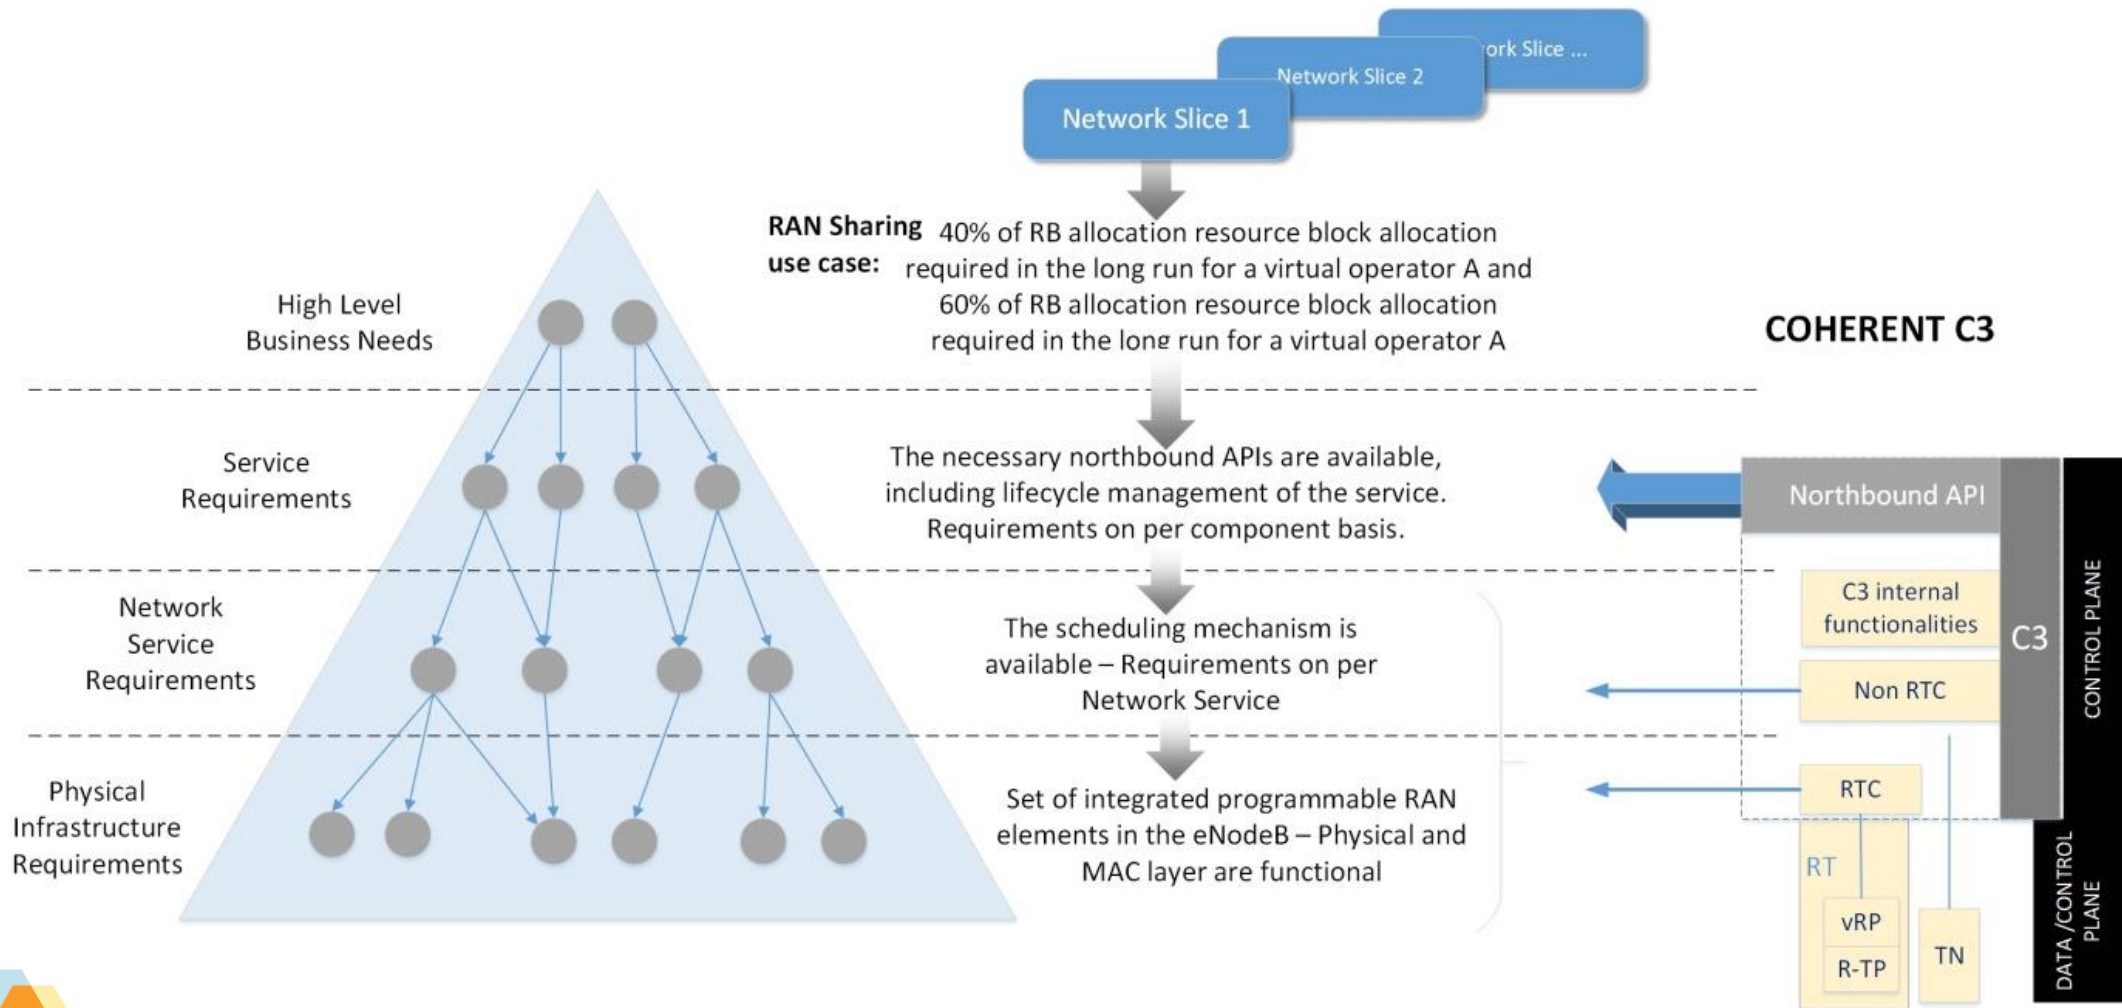 ork Slice ...
Network Slice 2
Network Slice 1
RAN Sharing
use case:
40% of RB allocation resource block allocation
required in the long run for a virtual operator A and
60% of RB allocation resource block allocation
required in the long run for a virtual operator A
High Level
Business Needs
COHERENT C3
Service
Requirements
The necessary northbound APIs are available,
including lifecycle management of the service.
Requirements on per component basis.
Northbound API
Network
Service
Requirements
The scheduling mechanism is
available – Requirements on per
Network Service
C3 internal
functionalities
C3
CONTROL PLANE
Non RTC
Physical
Infrastructure
Requirements
Set of integrated programmable RAN
elements in the eNodeB – Physical and
MAC layer are functional
RTC
RT
vRP
R-TP
TN
DATA /CONTROL
PLANE